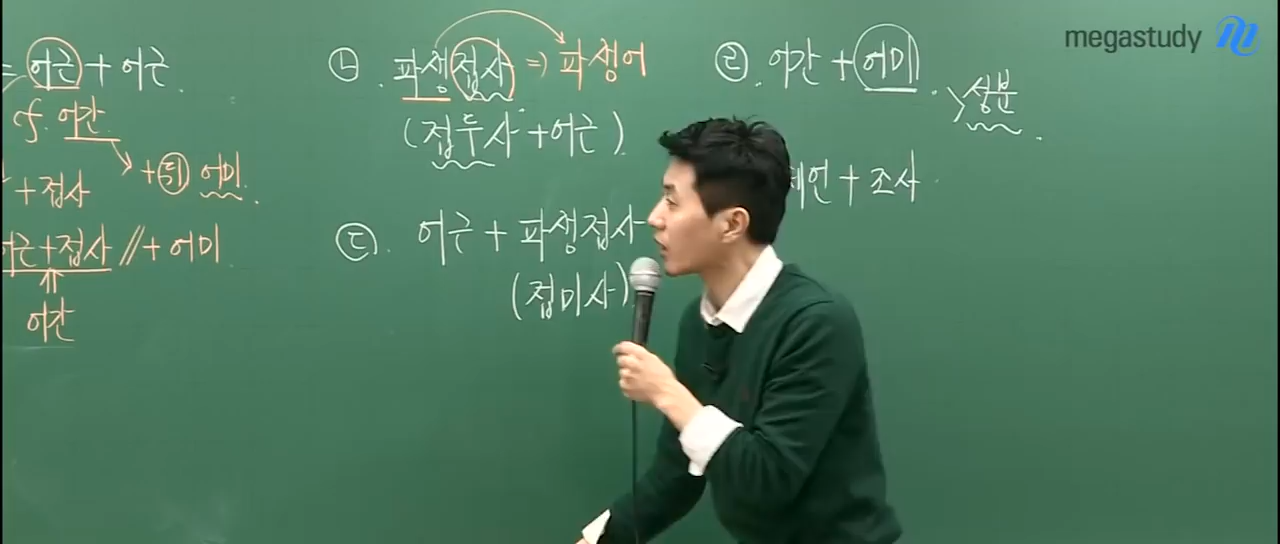 = 어근 + 어근.
cf. 어간
+ 뒤 어미.
+ 접사
어근+접사 // + 어미.
어간
㉡. 파생접사 => 파생어
(접두사 + 어근).
㉢. 어근 + 파생접사
(접미사).
㉣. 어간 + 어미. > 성분.
체언 + 조사.
megastudy